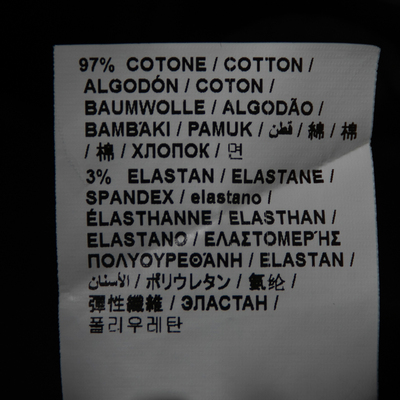 97% COTONE / COTTON /
ALGODÓN / COTON /
BAUMWOLLE / ALGODÃO /
BAMBÁKI / PAMUK / قطن / 綿 / 棉
/ 棉 / ХЛОПОК / 면
3% ELASTAN / ELASTANE /
SPANDEX / elastano /
ÉLASTHANNE / ELASTHAN /
ELASTANO / ΕΛΑΣΤΟΜΕΡΉΣ
ΠΟΛΥΟΥΡΕΘΆΝΗ / ELASTAN /
الأستان / ポリウレタン / 氨纶 /
彈性纖維 / ЭЛАСТАН /
폴리우레탄